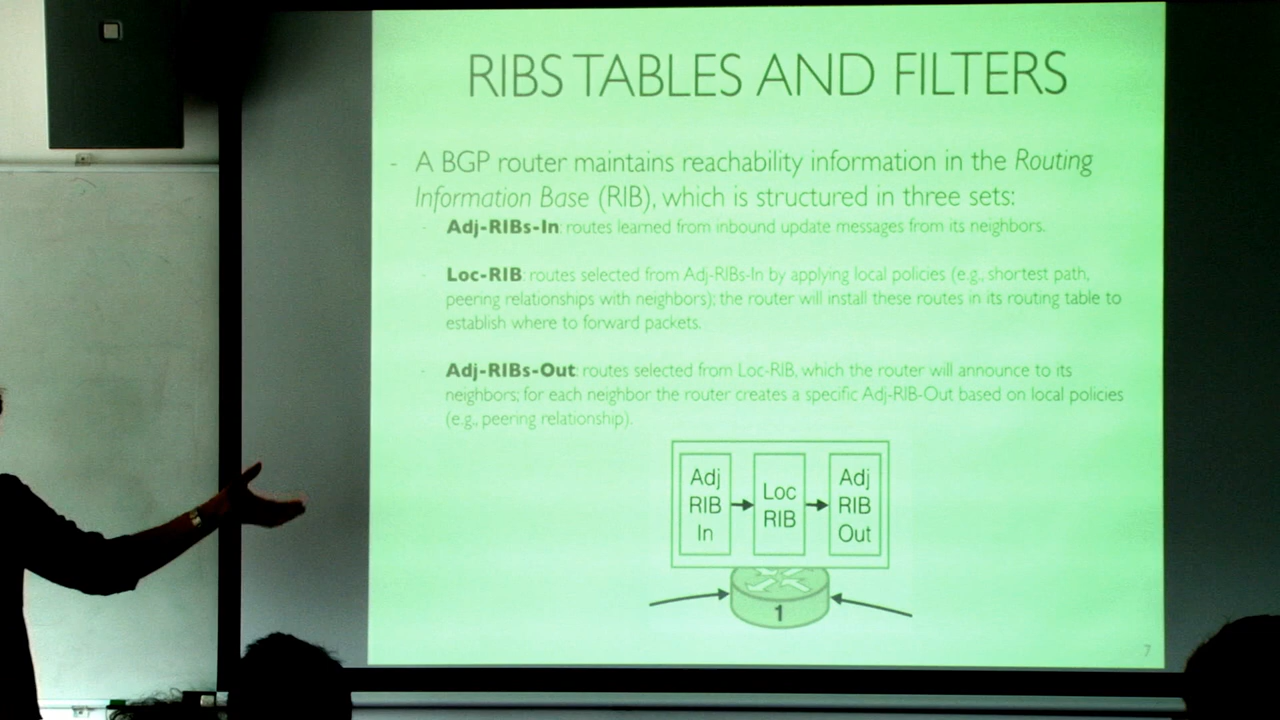 RIBS TABLES AND FILTERS
- A BGP router maintains reachability information in the Routing
Information Base (RIB), which is structured in three sets:
- Adj-RIBs-In: routes learned from inbound update messages from its neighbors.
- Loc-RIB: routes selected from Adj-RIBs-In by applying local policies (e.g., shortest path,
peering relationships with neighbors); the router will install these routes in its routing table to
establish where to forward packets.
- Adj-RIBs-Out: routes selected from Loc-RIB, which the router will announce to its
neighbors; for each neighbor the router creates a specific Adj-RIB-Out based on local policies
(e.g., peering relationship).
Adj
RIB
In
Loc
RIB
Adj
RIB
Out
1
7